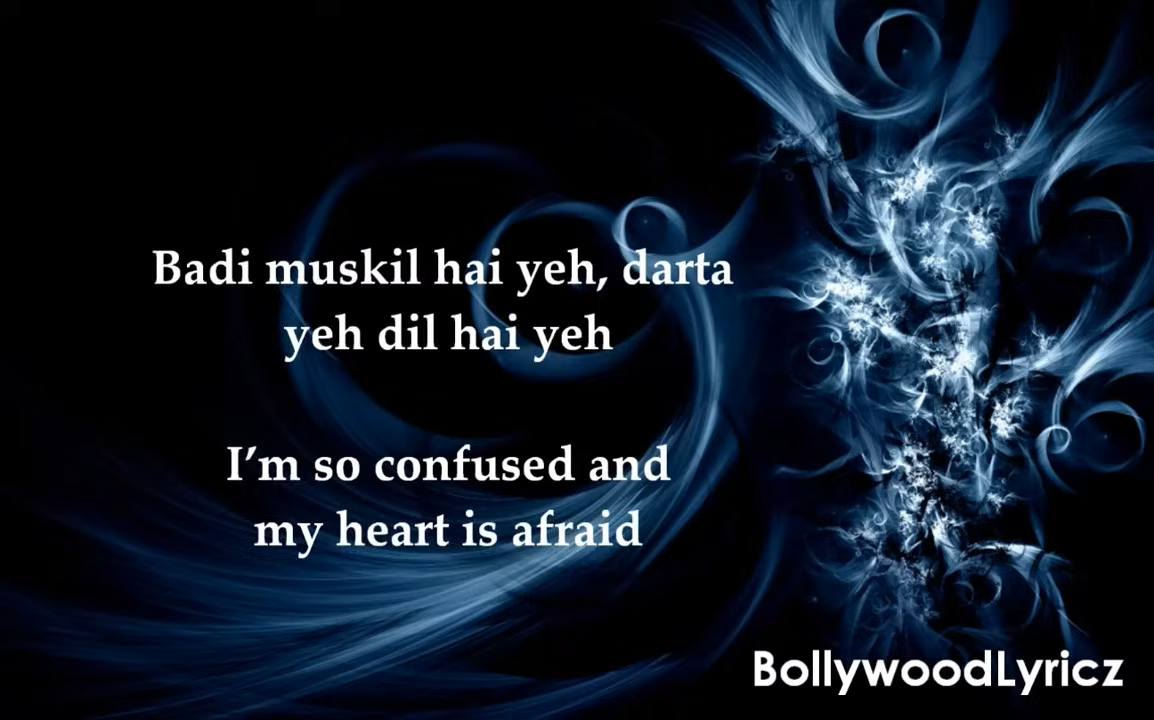 Badi muskil hai yeh, darta
yeh dil hai yeh
I’m so confused and
my heart is afraid
BollywoodLyricz